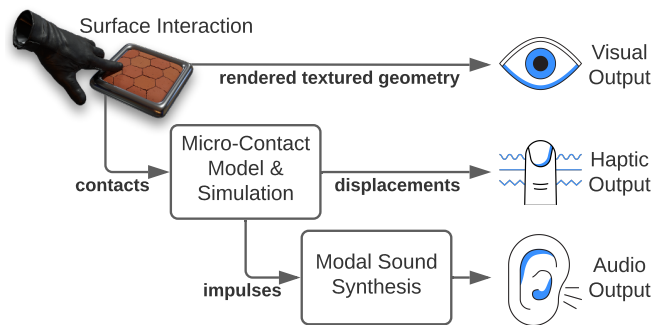 Surface Interaction
rendered textured geometry
Visual
Output
Micro-Contact
Model &
Simulation
contacts
displacements
Haptic
Output
impulses
Modal Sound
Synthesis
Audio
Output